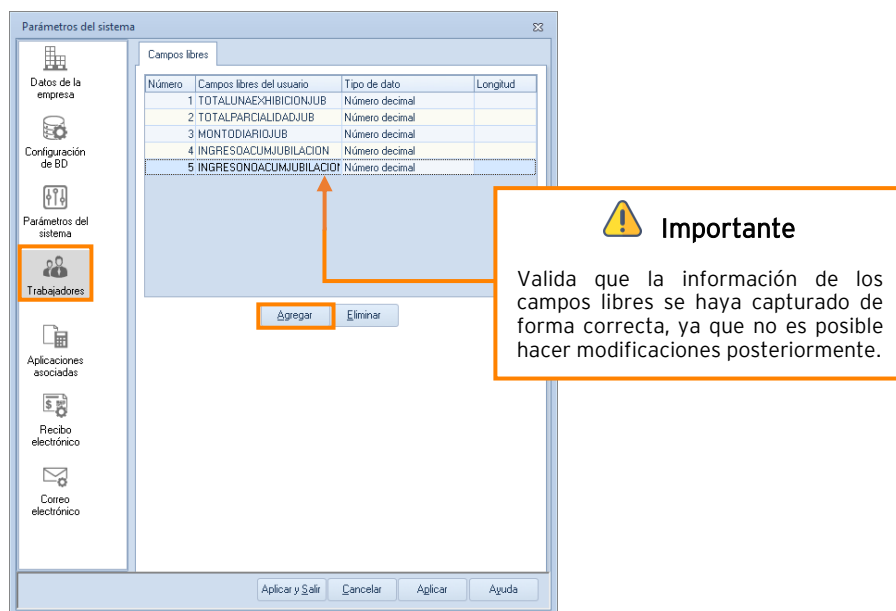 Parámetros del sistema
Datos de la
empresa
Configuración
de BD
Parámetros del
sistema
Trabajadores
Aplicaciones
asociadas
Recibo
electrónico
Correo
electrónico
Campos libres
Número Campos libres del usuario Tipo de dato Longitud
1 TOTALUNAEXHIBICIONJUB Número decimal
2 TOTALPARCIALIDADJUB Número decimal
3 MONTODIARIOJUB Número decimal
4 INGRESOACUMJUBILACION Número decimal
5 INGRESONOACUMJUBILACION Número decimal
Agregar Eliminar
Importante
Valida que la información de los
campos libres se haya capturado de
forma correcta, ya que no es posible
hacer modificaciones posteriormente.
Aplicar y Salir Cancelar Aplicar Ayuda